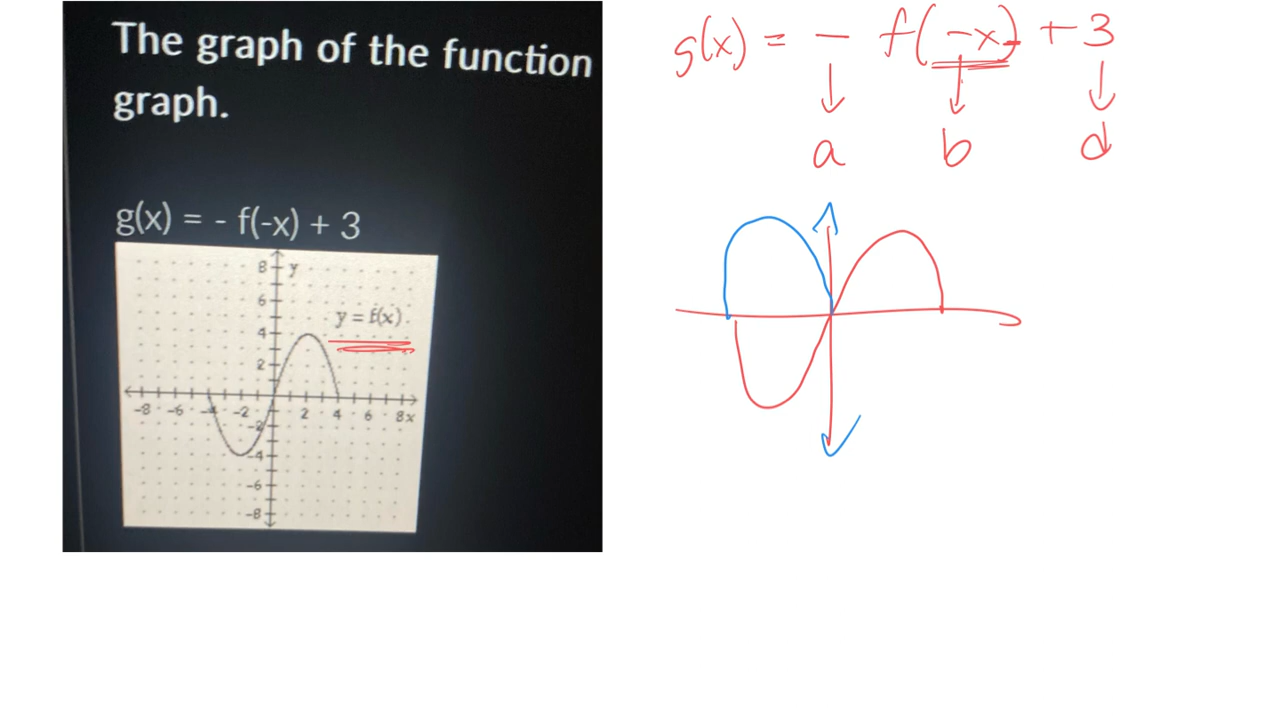 The graph of the function
graph.
g(x) = - f(-x) + 3
8 y
6
y = f(x).
4
2
-8 -6 -4 -2 2 4 6 8x
-2
-4
-6
-8
g(x) = - f(-x) + 3
a b d